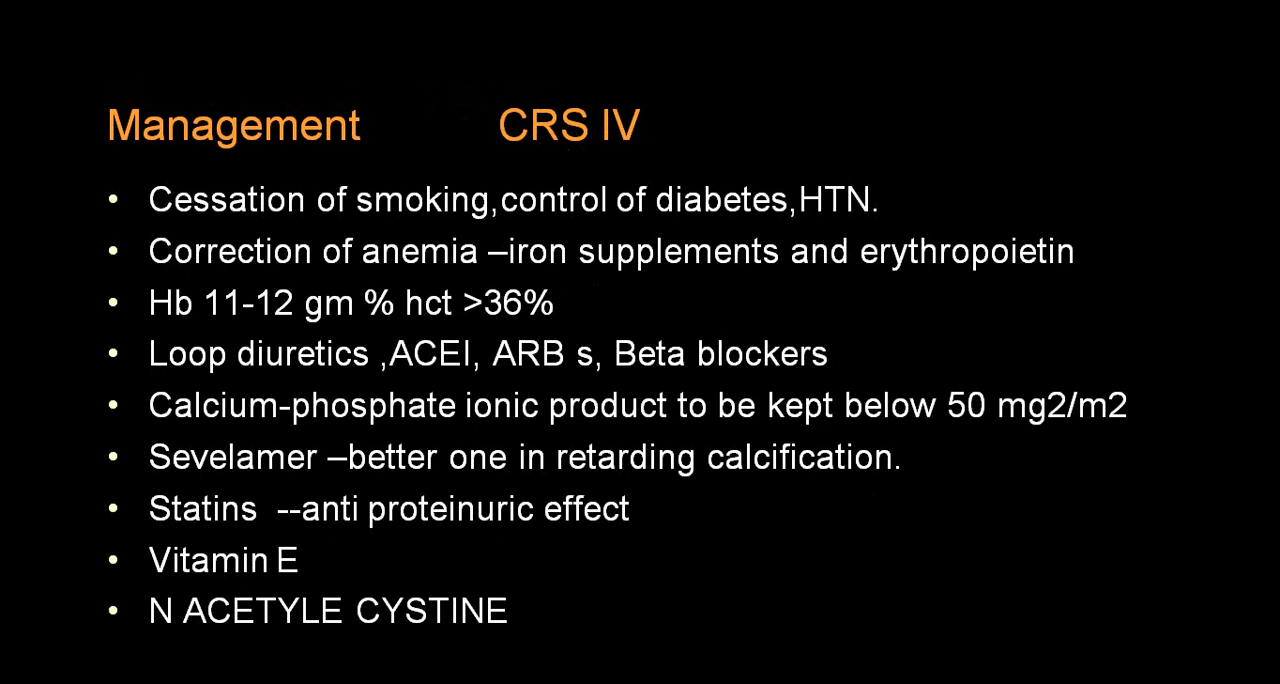 Management CRS IV
• Cessation of smoking,control of diabetes,HTN.
• Correction of anemia –iron supplements and erythropoietin
• Hb 11-12 gm % hct >36%
• Loop diuretics ,ACEI, ARB s, Beta blockers
• Calcium-phosphate ionic product to be kept below 50 mg2/m2
• Sevelamer –better one in retarding calcification.
• Statins --anti proteinuric effect
• Vitamin E
• N ACETYLE CYSTINE